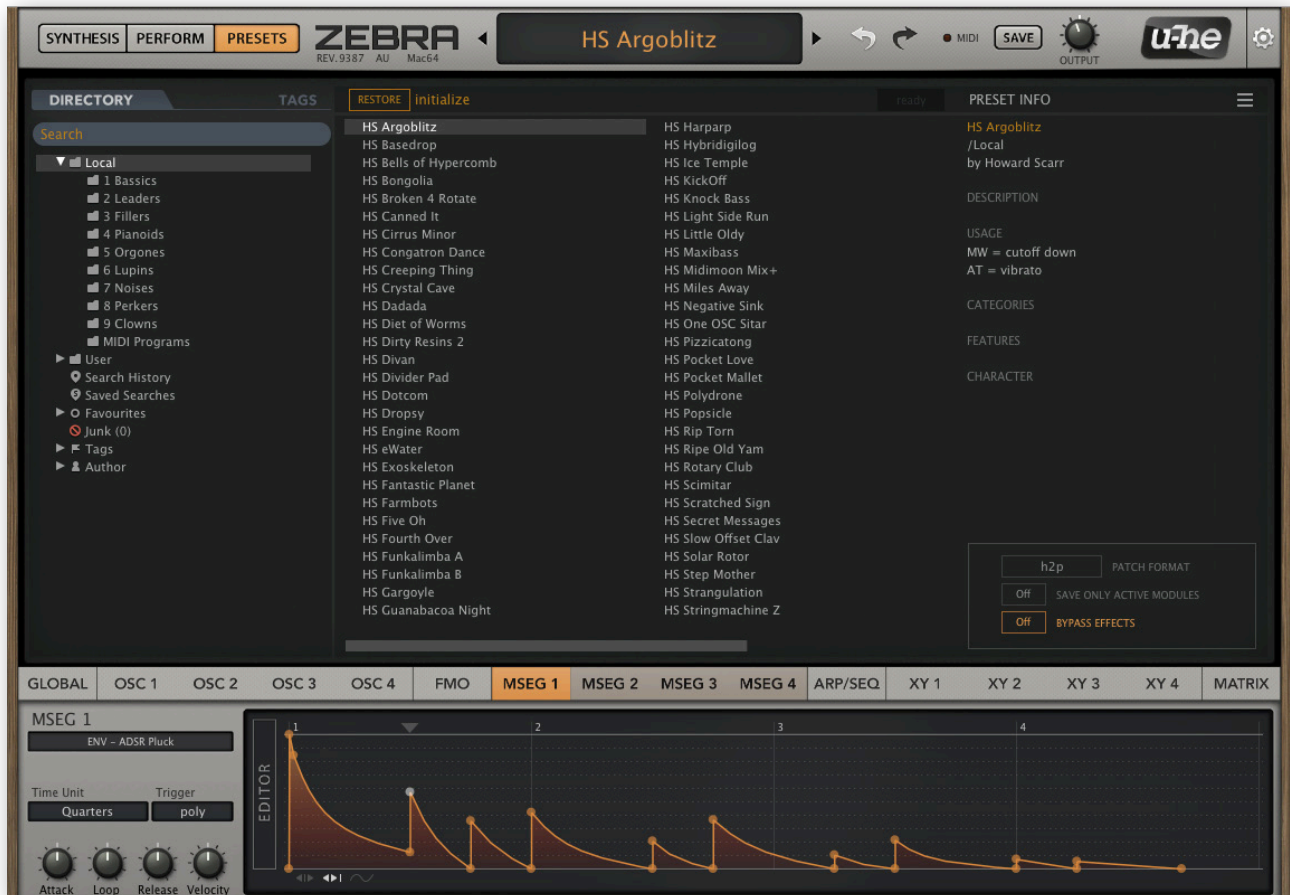 SYNTHESIS PERFORM PRESETS
ZEBRA
REV.9387 AU Mac64
HS Argoblitz
MIDI SAVE
OUTPUT
u-he
DIRECTORY TAGS
Search
Local
1 Bassics
2 Leaders
3 Fillers
4 Pianoids
5 Orgones
6 Lupins
7 Noises
8 Perkers
9 Clowns
MIDI Programs
User
Search History
Saved Searches
Favourites
Junk (0)
Tags
Author
RESTORE initialize
ready
HS Argoblitz
HS Basedrop
HS Bells of Hypercomb
HS Bongolia
HS Broken 4 Rotate
HS Canned It
HS Cirrus Minor
HS Congatron Dance
HS Creeping Thing
HS Crystal Cave
HS Dadada
HS Diet of Worms
HS Dirty Resins 2
HS Divan
HS Divider Pad
HS Dotcom
HS Dropsy
HS Engine Room
HS eWater
HS Exoskeleton
HS Fantastic Planet
HS Farmbots
HS Five Oh
HS Fourth Over
HS Funkalimba A
HS Funkalimba B
HS Gargoyle
HS Guanabacoa Night
HS Harparp
HS Hybridigilog
HS Ice Temple
HS KickOff
HS Knock Bass
HS Light Side Run
HS Little Oldy
HS Maxibass
HS Midimoon Mix+
HS Miles Away
HS Negative Sink
HS One OSC Sitar
HS Pizzicatong
HS Pocket Love
HS Pocket Mallet
HS Polydrone
HS Popsicle
HS Rip Torn
HS Ripe Old Yam
HS Rotary Club
HS Scimitar
HS Scratched Sign
HS Secret Messages
HS Slow Offset Clav
HS Solar Rotor
HS Step Mother
HS Strangulation
HS Stringmachine Z
PRESET INFO
HS Argoblitz
/Local
by Howard Scarr
DESCRIPTION
USAGE
MW = cutoff down
AT = vibrato
CATEGORIES
FEATURES
CHARACTER
h2p PATCH FORMAT
Off SAVE ONLY ACTIVE MODULES
Off BYPASS EFFECTS
GLOBAL OSC 1 OSC 2 OSC 3 OSC 4 FMO MSEG 1 MSEG 2 MSEG 3 MSEG 4 ARP/SEQ XY 1 XY 2 XY 3 XY 4 MATRIX
MSEG 1
ENV - ADSR Pluck
Time Unit Trigger
Quarters poly
Attack Loop Release Velocity
EDITOR
1 2 3 4